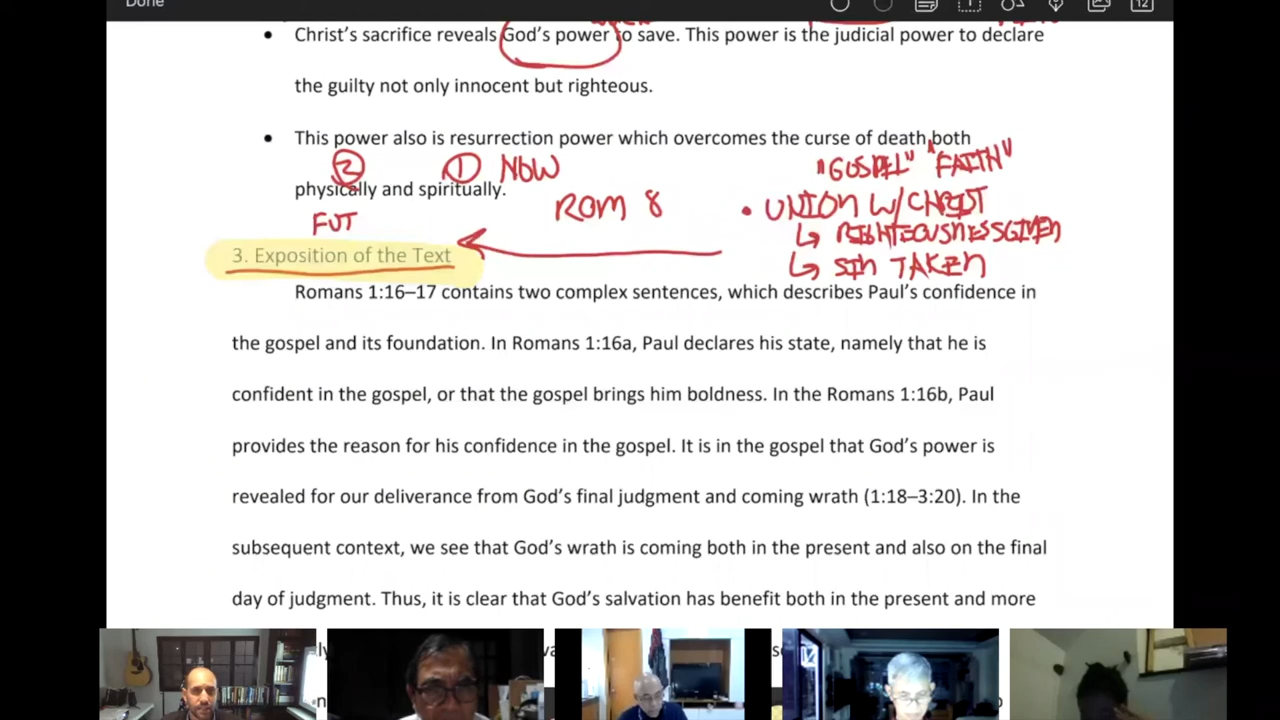 Done
12
• Christ's sacrifice reveals God's power to save. This power is the judicial power to declare
the guilty not only innocent but righteous.
• This power also is resurrection power which overcomes the curse of death both
② ① NOW "GOSPEL" "FAITH"
physically and spiritually.
ROM 8 • UNION W/ CHRIST
FUT ↳ RIGHTEOUSNESS GIVEN
3. Exposition of the Text
↳ SIN TAKEN
Romans 1:16–17 contains two complex sentences, which describes Paul's confidence in
the gospel and its foundation. In Romans 1:16a, Paul declares his state, namely that he is
confident in the gospel, or that the gospel brings him boldness. In the Romans 1:16b, Paul
provides the reason for his confidence in the gospel. It is in the gospel that God's power is
revealed for our deliverance from God's final judgment and coming wrath (1:18–3:20). In the
subsequent context, we see that God's wrath is coming both in the present and also on the final
day of judgment. Thus, it is clear that God's salvation has benefit both in the present and more